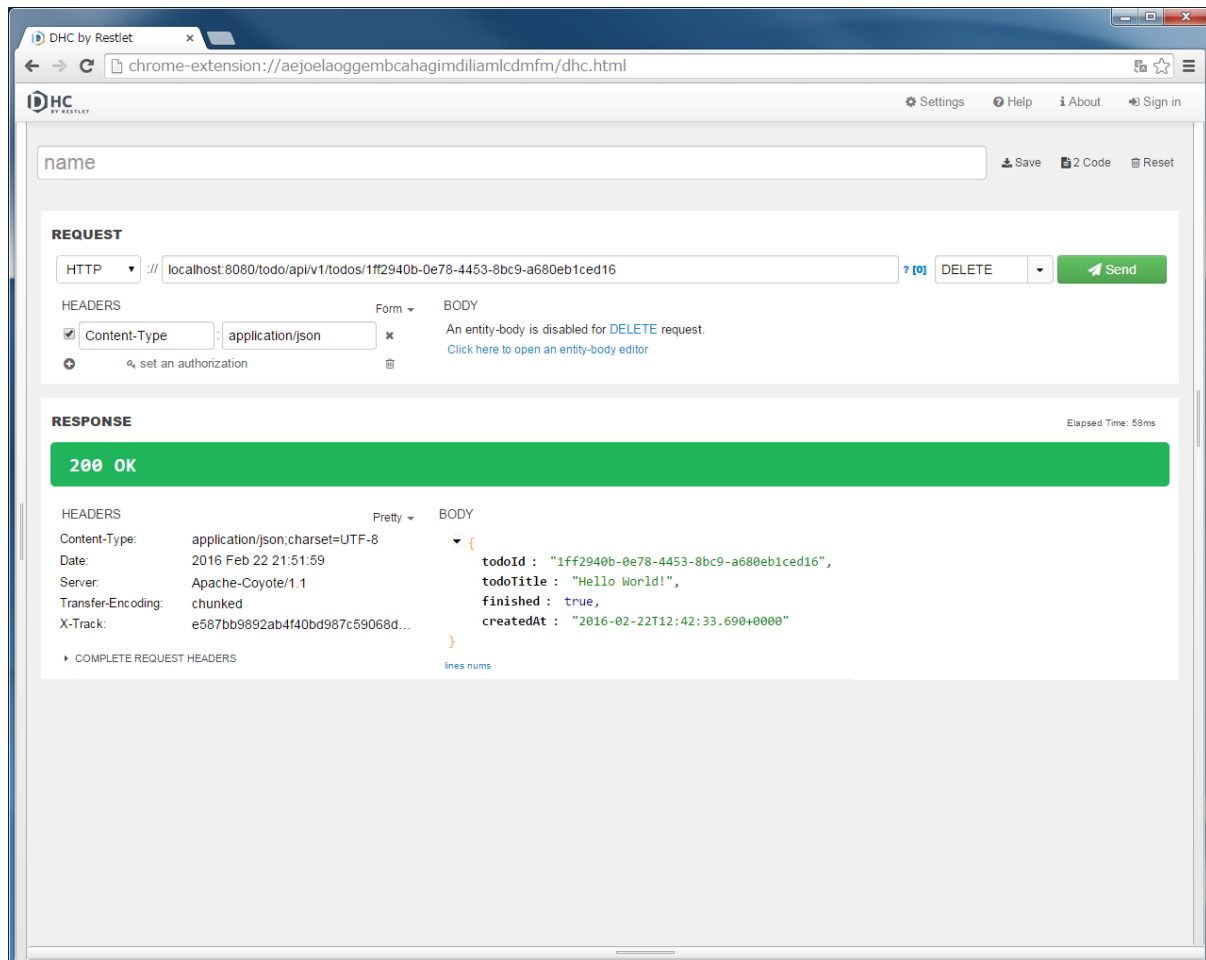 DHC by Restlet
chrome-extension://aejoelaoggembcahagimdiliamlcdmfm/dhc.html
DHC BY RESTLET
Settings Help About Sign in
name
Save 2 Code Reset
REQUEST
HTTP :// localhost:8080/todo/api/v1/todos/1ff2940b-0e78-4453-8bc9-a680eb1ced16 ? [0] DELETE Send
HEADERS Form BODY
Content-Type : application/json An entity-body is disabled for DELETE request.
Click here to open an entity-body editor
set an authorization
RESPONSE Elapsed Time: 58ms
200 OK
HEADERS Pretty BODY
Content-Type: application/json;charset=UTF-8 {
Date: 2016 Feb 22 21:51:59 todoId : "1ff2940b-0e78-4453-8bc9-a680eb1ced16",
Server: Apache-Coyote/1.1 todoTitle : "Hello World!",
Transfer-Encoding: chunked finished : true,
X-Track: e587bb9892ab4f40bd987c59068d... createdAt : "2016-02-22T12:42:33.690+0000"
}
COMPLETE REQUEST HEADERS lines nums